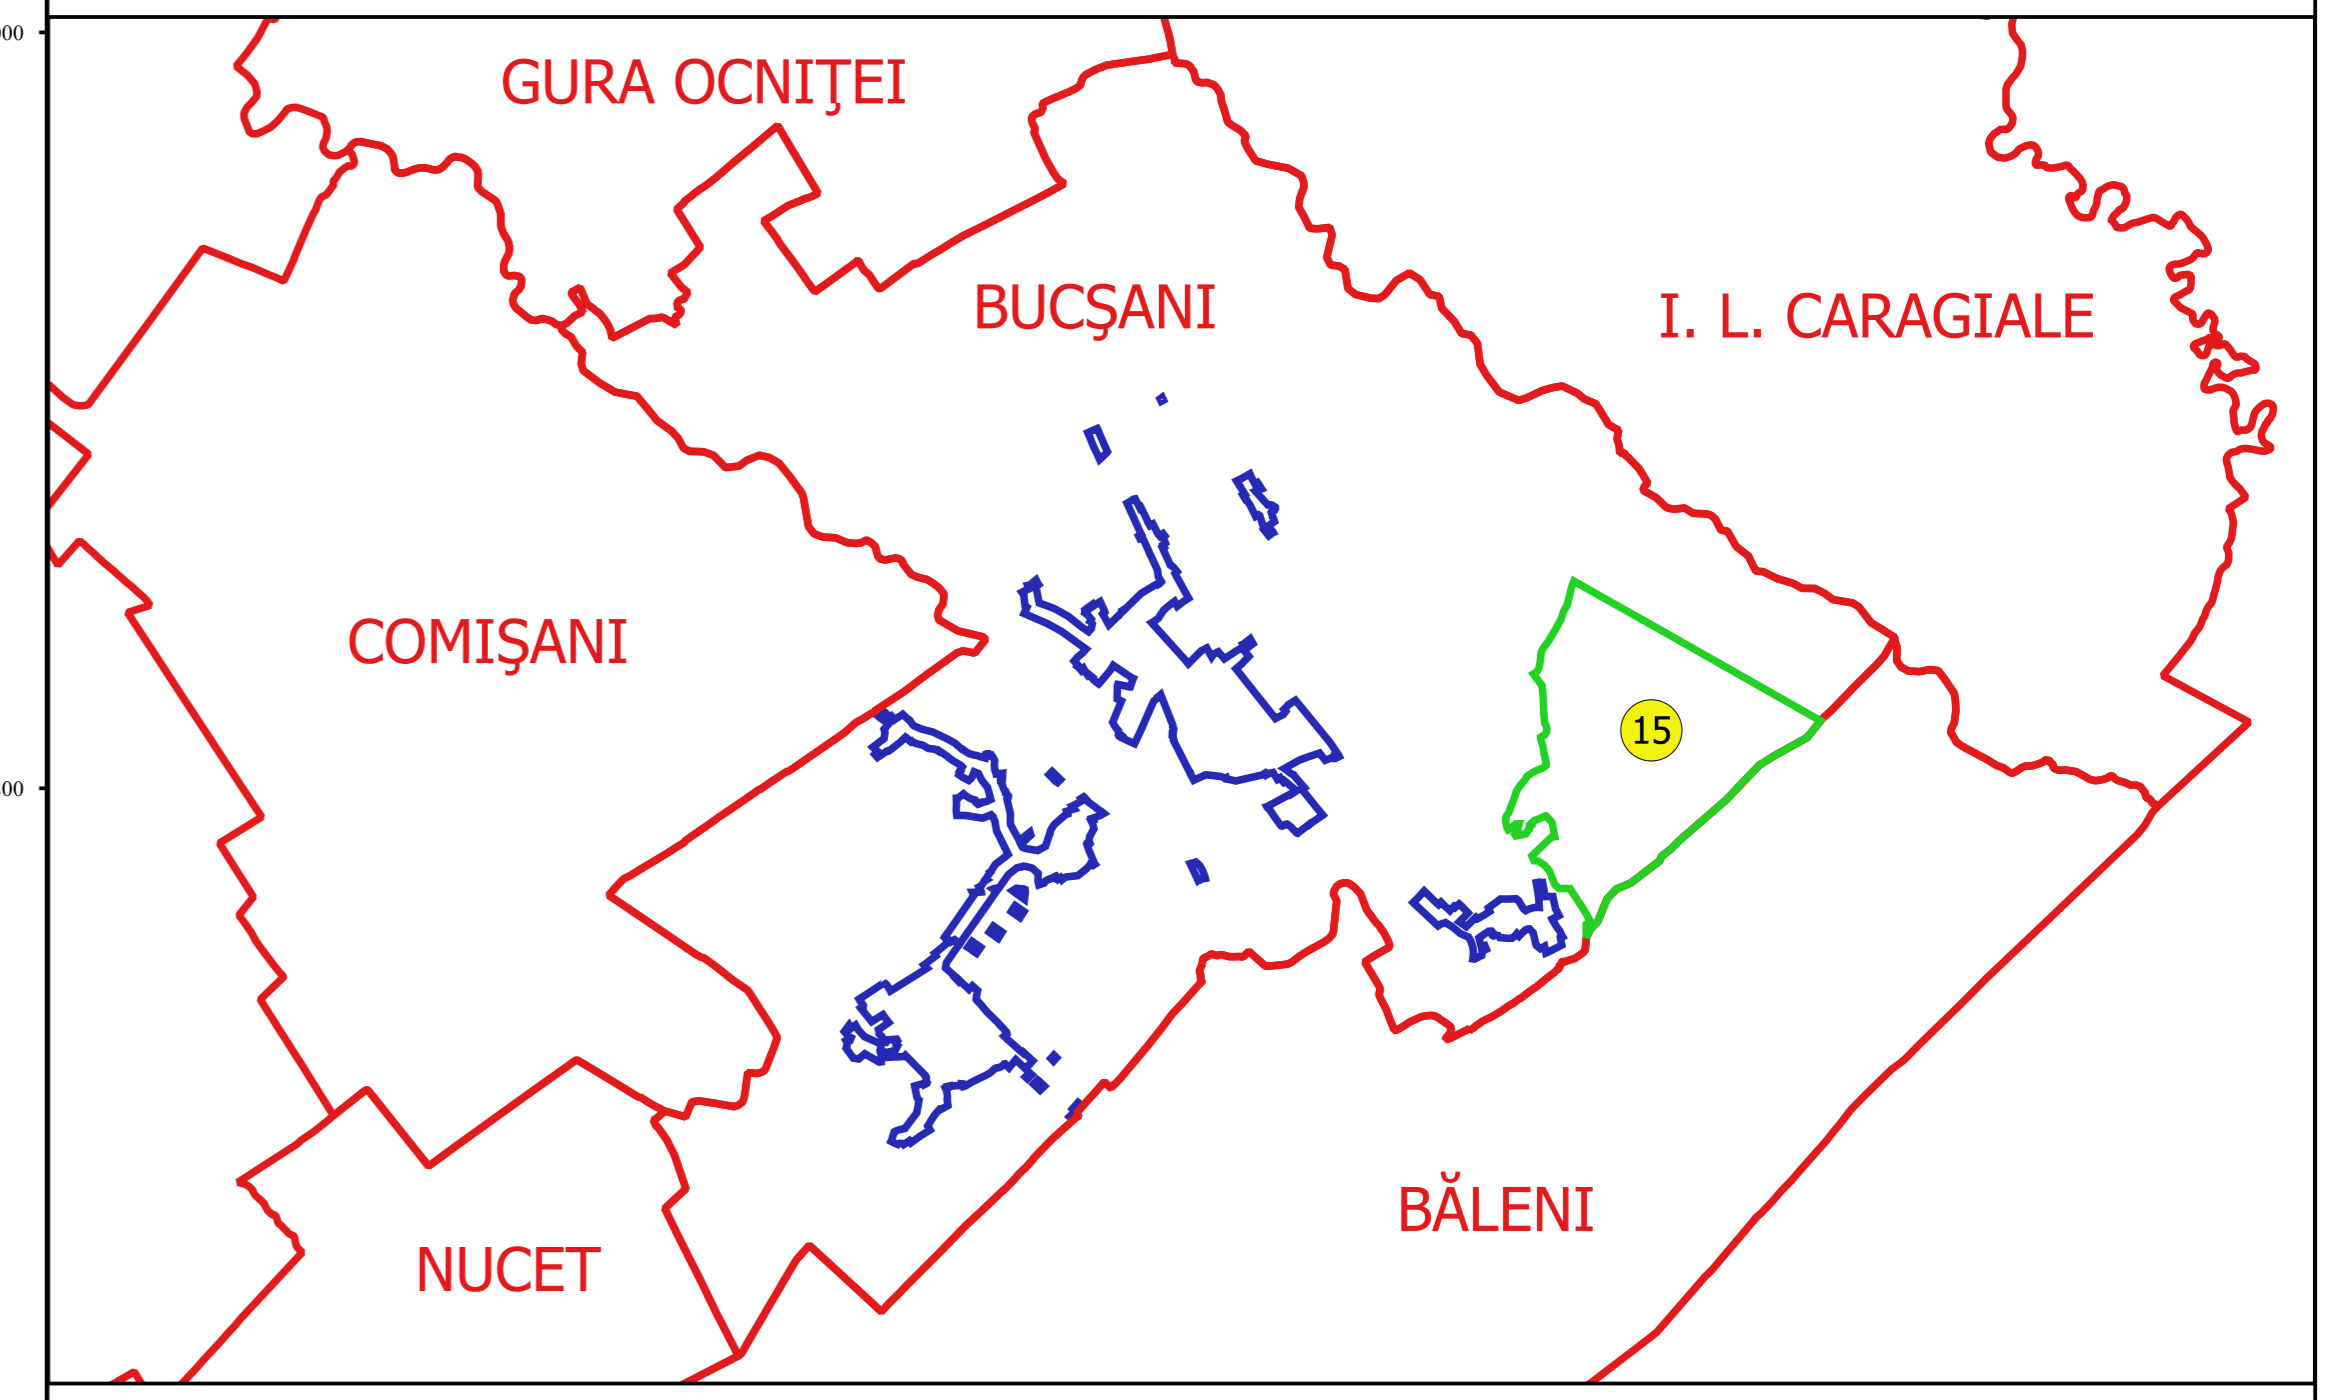 GURA OCNIŢEI
BUCŞANI
I. L. CARAGIALE
COMIŞANI
15
BĂLENI
NUCET